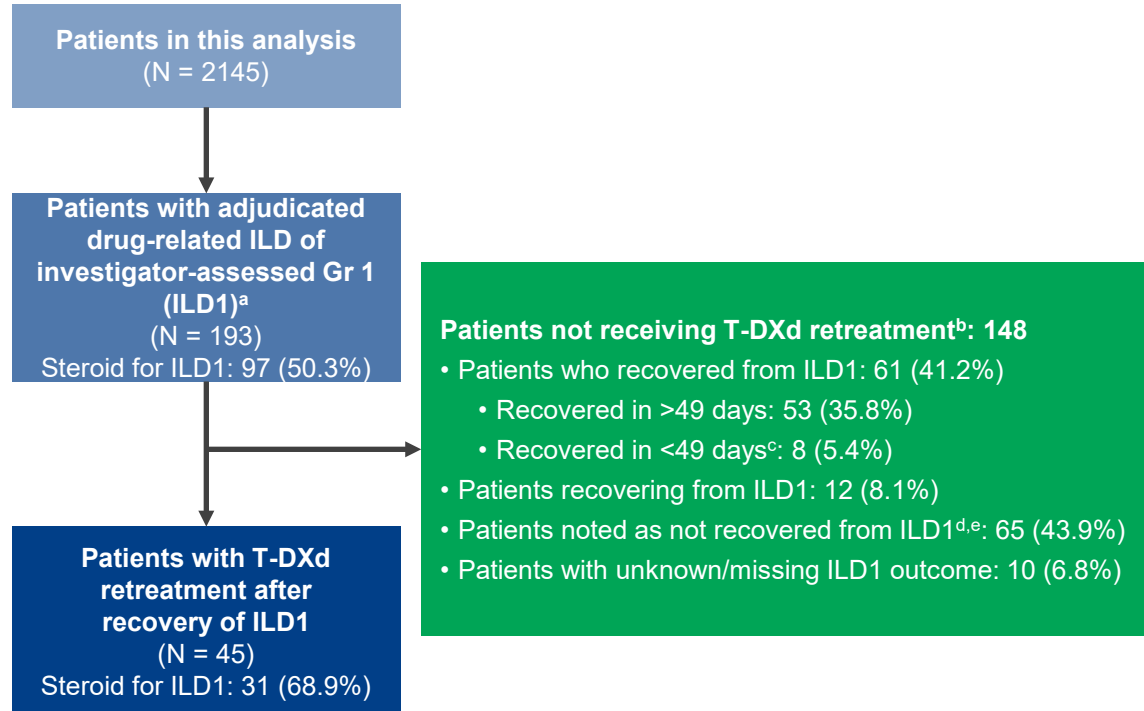 Patients in this analysis
(N = 2145)
Patients with adjudicated
drug-related ILD of
investigator-assessed Gr 1
(ILD1)a
(N = 193)
Steroid for ILD1: 97 (50.3%)
Patients not receiving T-DXd retreatmentb: 148
• Patients who recovered from ILD1: 61 (41.2%)
• Recovered in >49 days: 53 (35.8%)
• Recovered in <49 daysc: 8 (5.4%)
• Patients recovering from ILD1: 12 (8.1%)
• Patients noted as not recovered from ILD1d,e: 65 (43.9%)
• Patients with unknown/missing ILD1 outcome: 10 (6.8%)
Patients with T-DXd
retreatment after
recovery of ILD1
(N = 45)
Steroid for ILD1: 31 (68.9%)